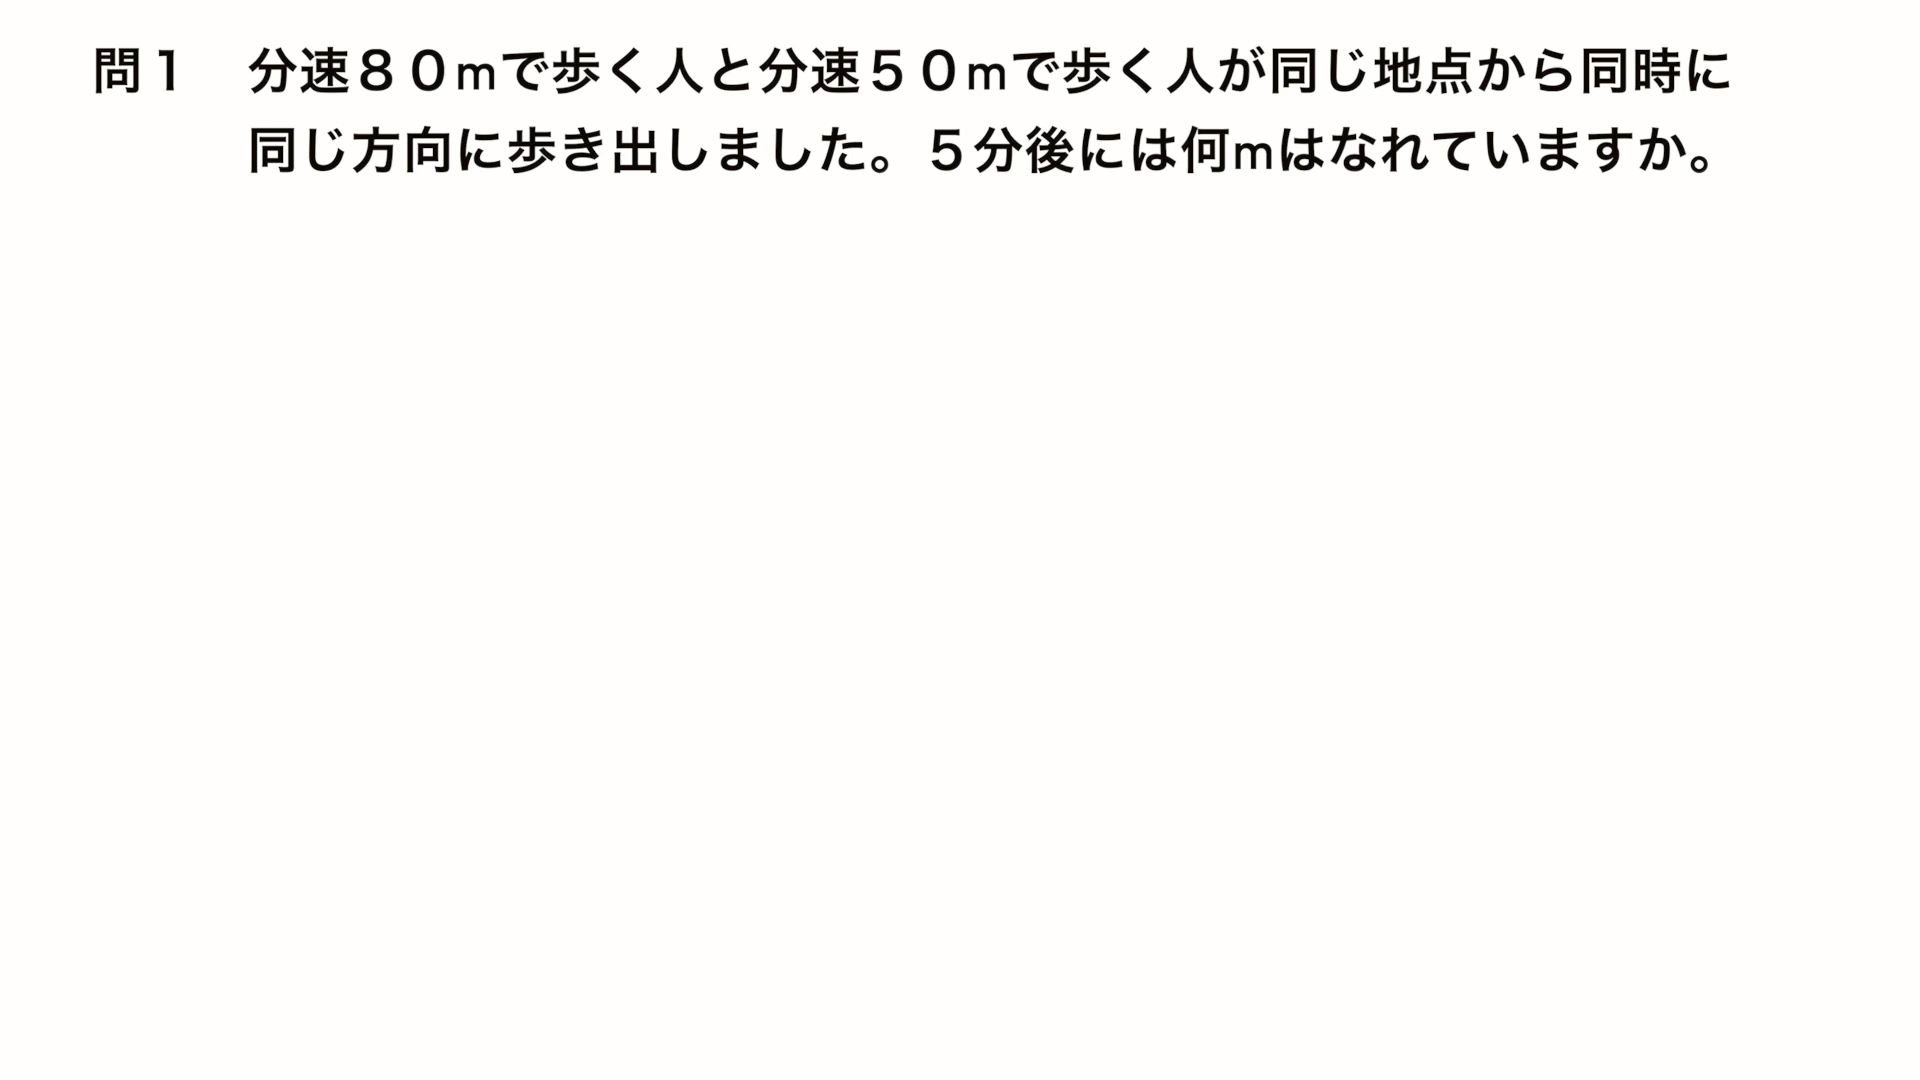 問１　分速８０ｍで歩く人と分速５０ｍで歩く人が同じ地点から同時に
同じ方向に歩き出しました。５分後には何mはなれていますか。